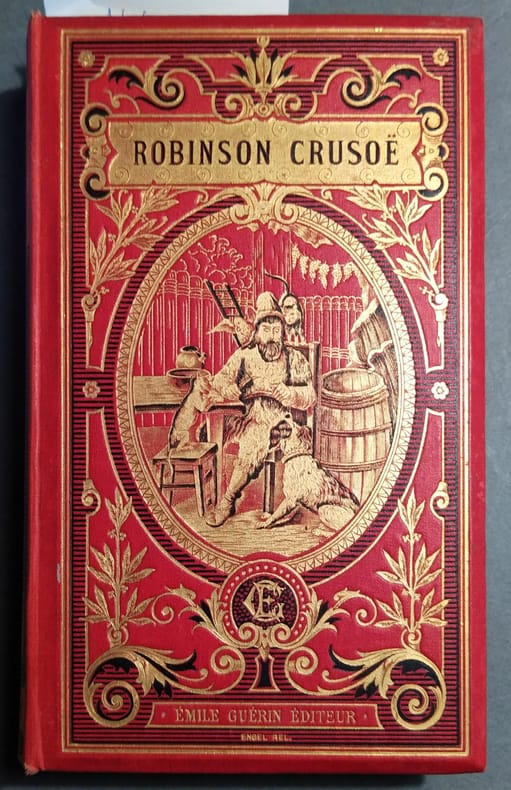 ROBINSON CRUSOË
· ÉMILE GUÉRIN ÉDITEUR ·
ENGEL REL.